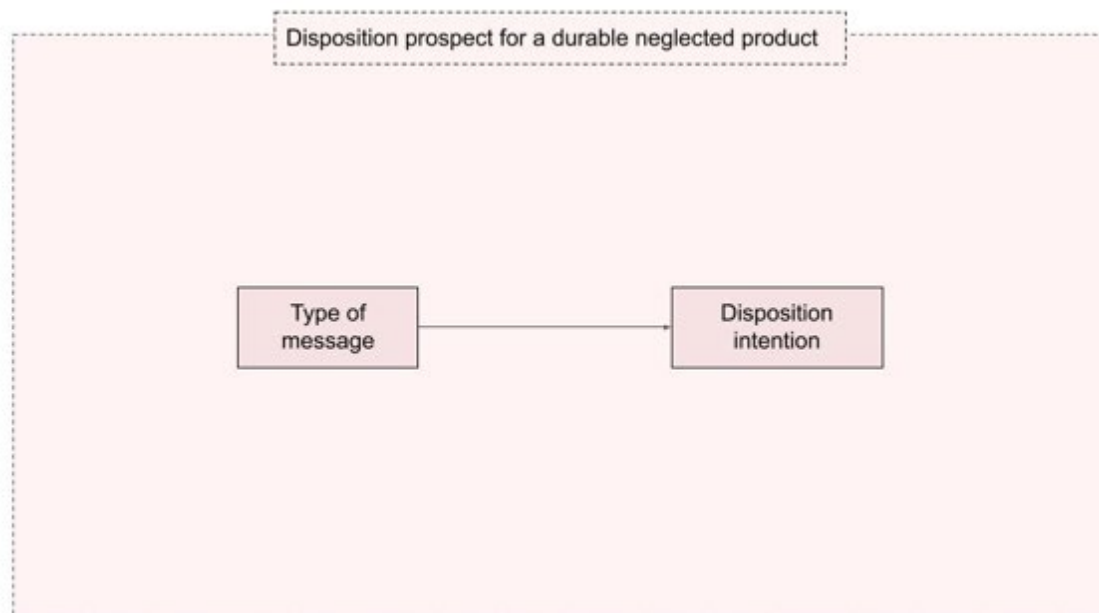 Disposition prospect for a durable neglected product
Type of
message
Disposition
intention